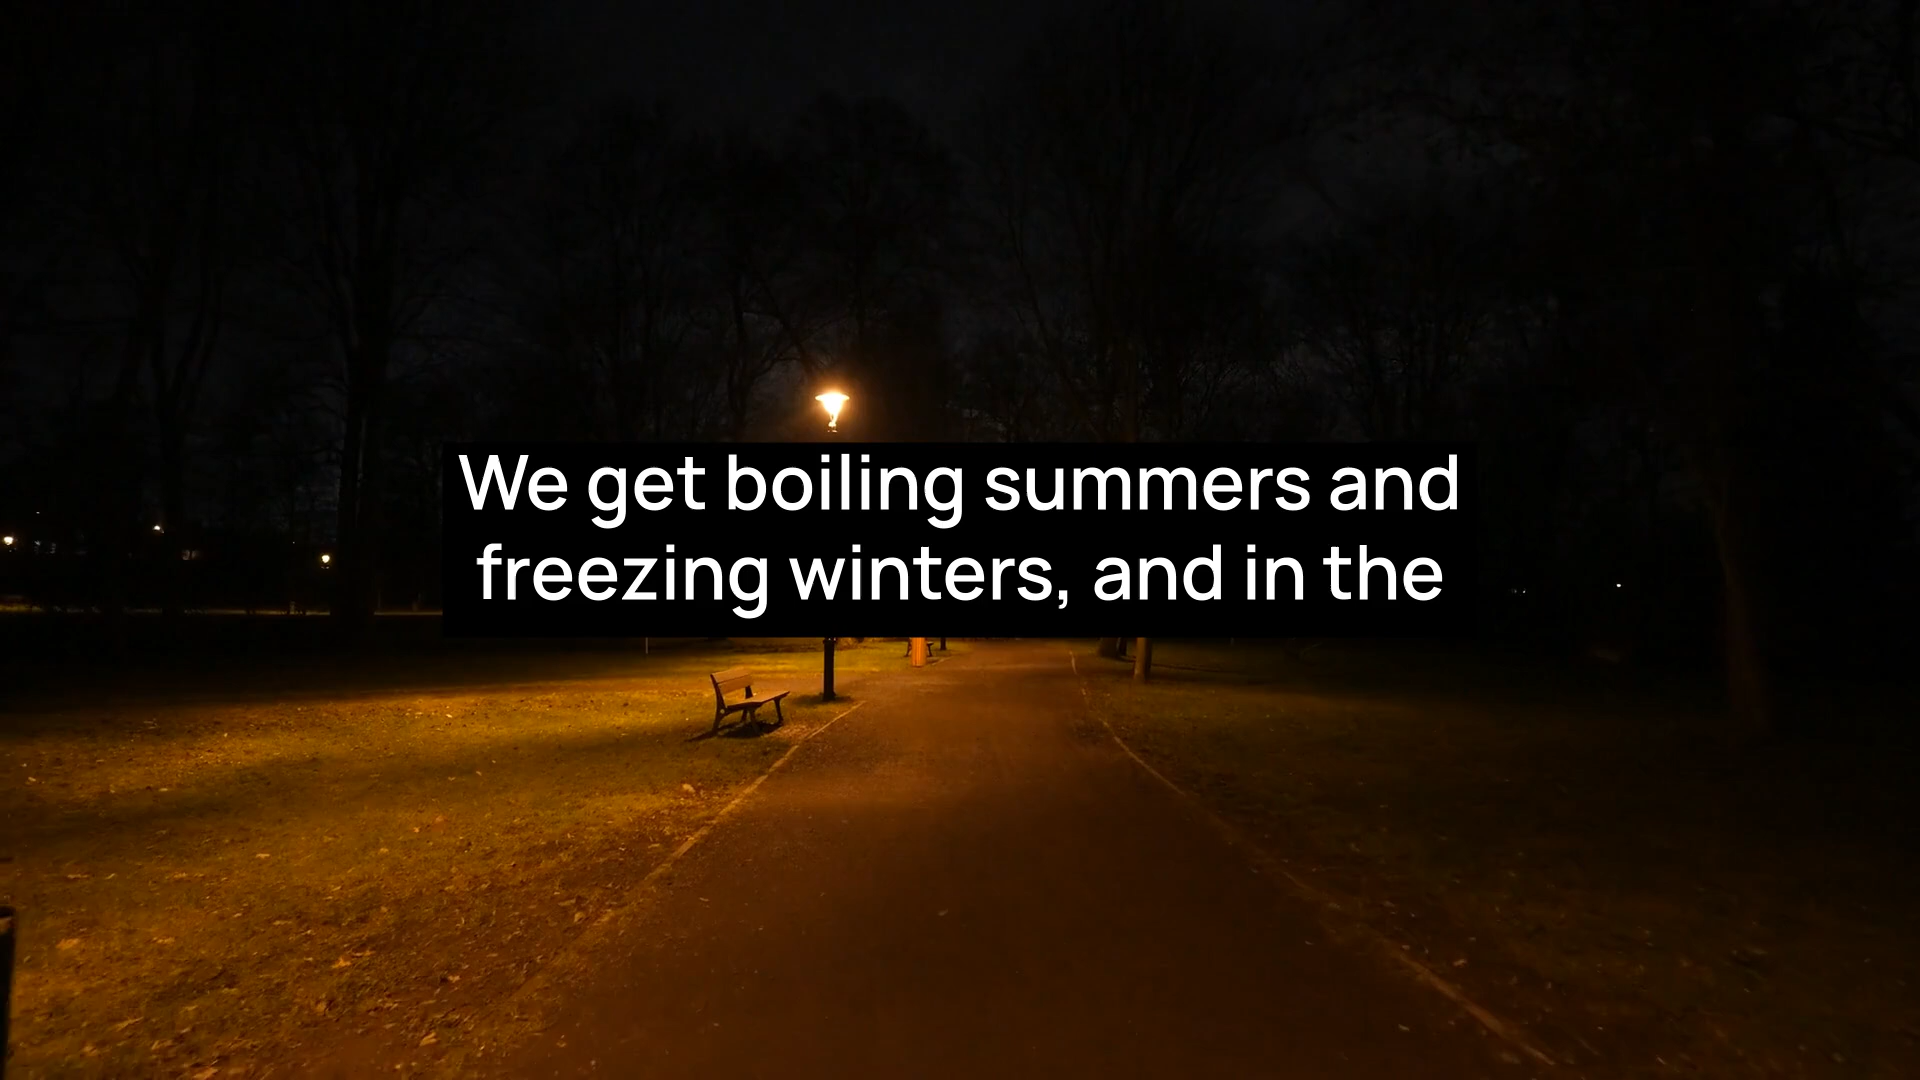 We get boiling summers and
freezing winters, and in the